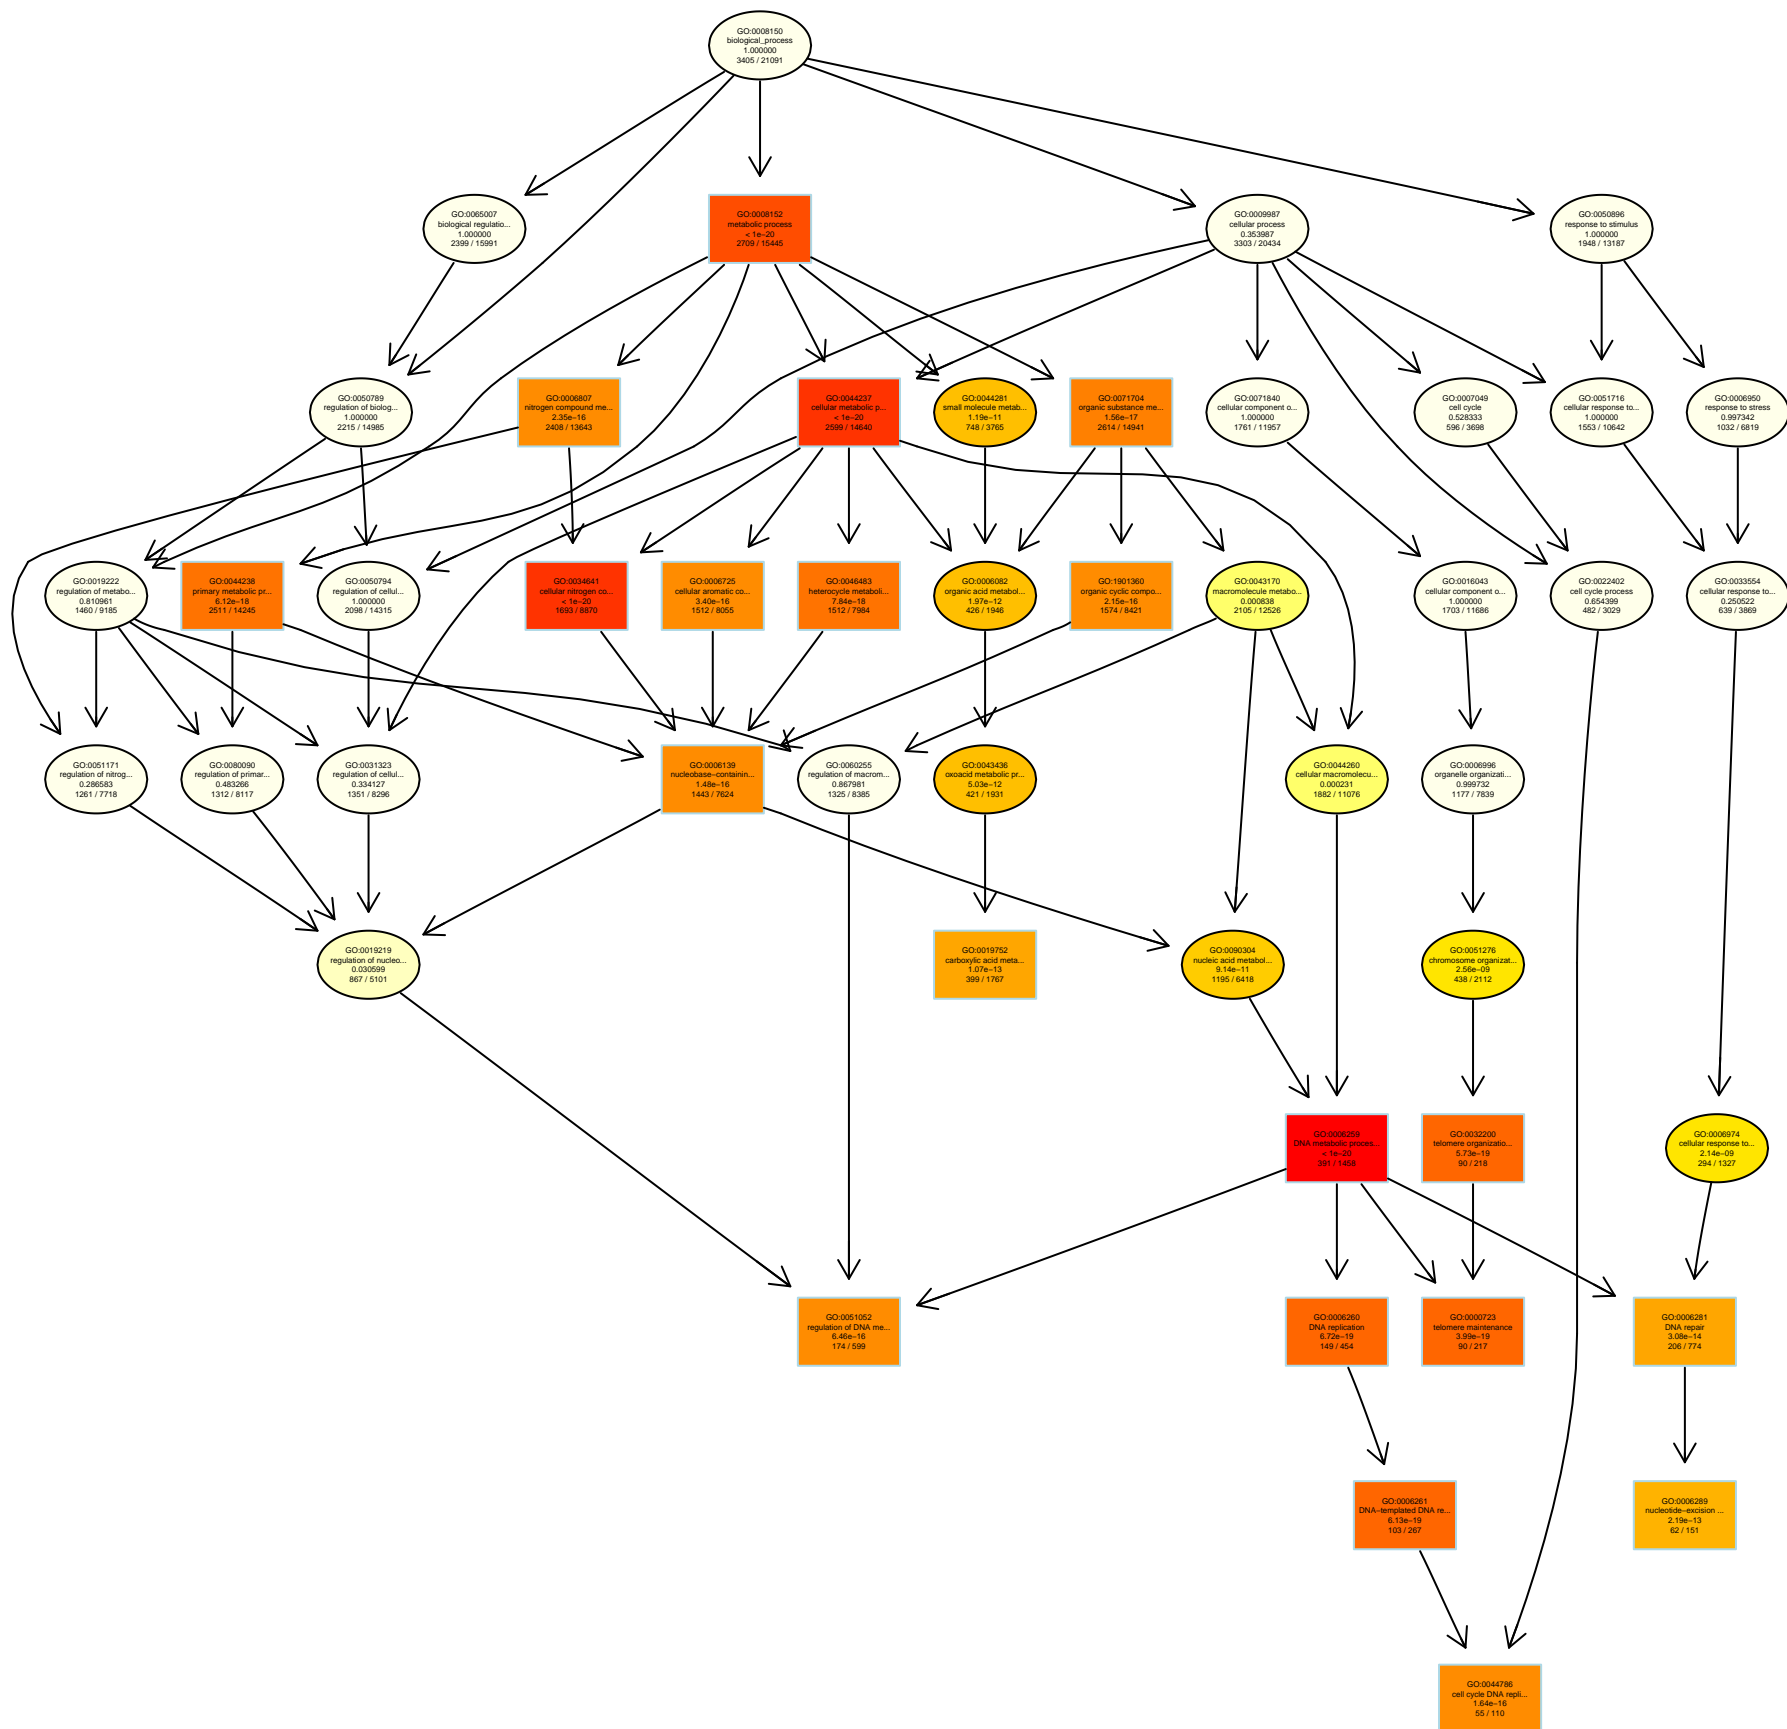 GO:0008150
biological_process
1.000000
3405 / 21091
GO:0065007
biological regulatio...
1.000000
2399 / 15991
GO:0008152
metabolic process
< 1e−20
2709 / 15445
GO:0009987
cellular process
0.353987
3303 / 20434
GO:0050896
response to stimulus
1.000000
1948 / 13187
GO:0050789
regulation of biolog...
1.000000
2215 / 14985
GO:0006807
nitrogen compound me...
2.35e−16
2408 / 13643
GO:0044237
cellular metabolic p...
< 1e−20
2599 / 14640
GO:0044281
small molecule metab...
1.19e−11
748 / 3765
GO:0071704
organic substance me...
1.56e−17
2614 / 14941
GO:0071840
cellular component o...
1.000000
1761 / 11957
GO:0007049
cell cycle
0.528333
596 / 3698
GO:0051716
cellular response to...
1.000000
1553 / 10642
GO:0006950
response to stress
0.997342
1032 / 6819
GO:0019222
regulation of metabo...
0.810961
1460 / 9185
GO:0044238
primary metabolic pr...
6.12e−18
2511 / 14245
GO:0050794
regulation of cellul...
1.000000
2098 / 14315
GO:0034641
cellular nitrogen co...
< 1e−20
1693 / 8870
GO:0006725
cellular aromatic co...
3.40e−16
1512 / 8055
GO:0046483
heterocycle metaboli...
7.84e−18
1512 / 7984
GO:0006082
organic acid metabol...
1.97e−12
426 / 1946
GO:1901360
organic cyclic compo...
2.15e−16
1574 / 8421
GO:0043170
macromolecule metabo...
0.000838
2105 / 12526
GO:0016043
cellular component o...
1.000000
1703 / 11686
GO:0022402
cell cycle process
0.654399
482 / 3029
GO:0033554
cellular response to...
0.250522
639 / 3869
GO:0051171
regulation of nitrog...
0.286583
1261 / 7718
GO:0080090
regulation of primar...
0.483266
1312 / 8117
GO:0031323
regulation of cellul...
0.334127
1351 / 8296
GO:0006139
nucleobase−containin...
1.48e−16
1443 / 7624
GO:0060255
regulation of macrom...
0.867981
1325 / 8385
GO:0043436
oxoacid metabolic pr...
5.03e−12
421 / 1931
GO:0044260
cellular macromolecu...
0.000231
1882 / 11076
GO:0006996
organelle organizati...
0.999732
1177 / 7839
GO:0019219
regulation of nucleo...
0.030599
867 / 5101
GO:0019752
carboxylic acid meta...
1.07e−13
399 / 1767
GO:0090304
nucleic acid metabol...
9.14e−11
1195 / 6418
GO:0051276
chromosome organizat...
2.56e−09
438 / 2112
GO:0006259
DNA metabolic proces...
< 1e−20
391 / 1458
GO:0032200
telomere organizatio...
5.73e−19
90 / 218
GO:0006974
cellular response to...
2.14e−09
294 / 1327
GO:0051052
regulation of DNA me...
6.46e−16
174 / 599
GO:0006260
DNA replication
6.72e−19
149 / 454
GO:0000723
telomere maintenance
3.99e−19
90 / 217
GO:0006281
DNA repair
3.08e−14
206 / 774
GO:0006261
DNA−templated DNA re...
6.13e−19
103 / 267
GO:0006289
nucleotide−excision ...
2.19e−13
62 / 151
GO:0044786
cell cycle DNA repli...
1.64e−16
55 / 110